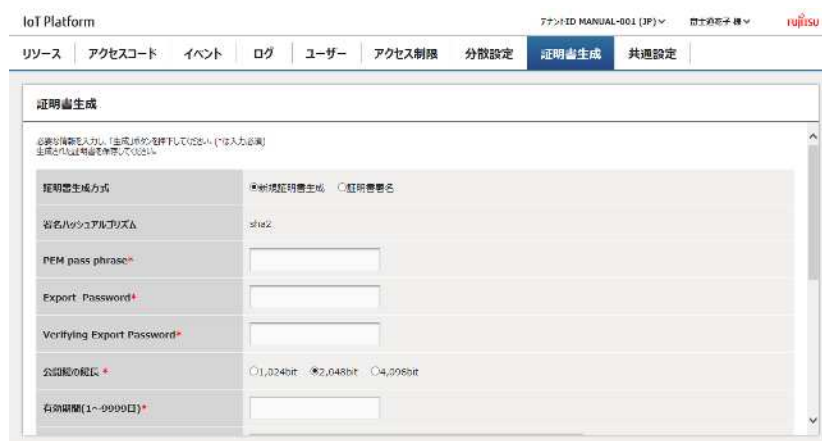 IoT Platform
テナントID MANUAL-001 (JP) 富士通花子 様 FUJITSU
リソース アクセスコード イベント ログ ユーザー アクセス制限 分散設定 証明書生成 共通設定
証明書生成
必要な情報を入力し、「生成」ボタンを押下してください。(*は入力必須)
生成された証明書を保存してください。
証明書生成方式 新規証明書生成 証明書署名
署名ハッシュアルゴリズム sha2
PEM pass phrase*
Export Password*
Verifying Export Password*
公開鍵の鍵長 * 1,024bit 2,048bit 4,096bit
有効期間(1~9999日)*